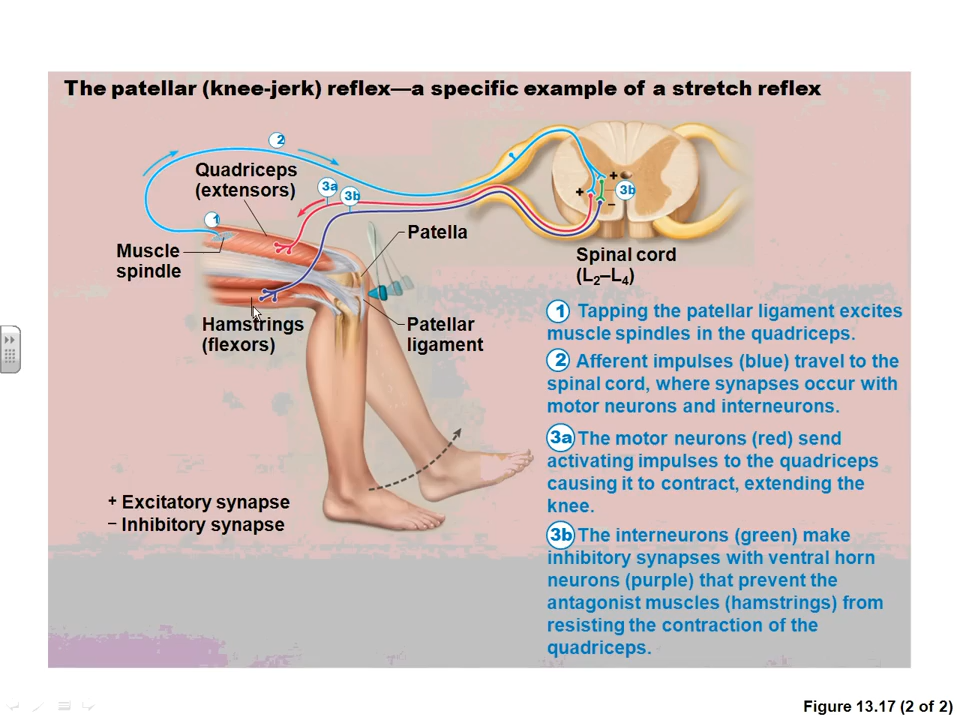 The patellar (knee-jerk) reflex—a specific example of a stretch reflex
2
Quadriceps
(extensors)
3a
3b
1
Muscle
spindle
Patella
+
+
3b
–
Spinal cord
(L2–L4)
Hamstrings
(flexors)
Patellar
ligament
+ Excitatory synapse
– Inhibitory synapse
1 Tapping the patellar ligament excites
muscle spindles in the quadriceps.
2 Afferent impulses (blue) travel to the
spinal cord, where synapses occur with
motor neurons and interneurons.
3a The motor neurons (red) send
activating impulses to the quadriceps
causing it to contract, extending the
knee.
3b The interneurons (green) make
inhibitory synapses with ventral horn
neurons (purple) that prevent the
antagonist muscles (hamstrings) from
resisting the contraction of the
quadriceps.
Figure 13.17 (2 of 2)